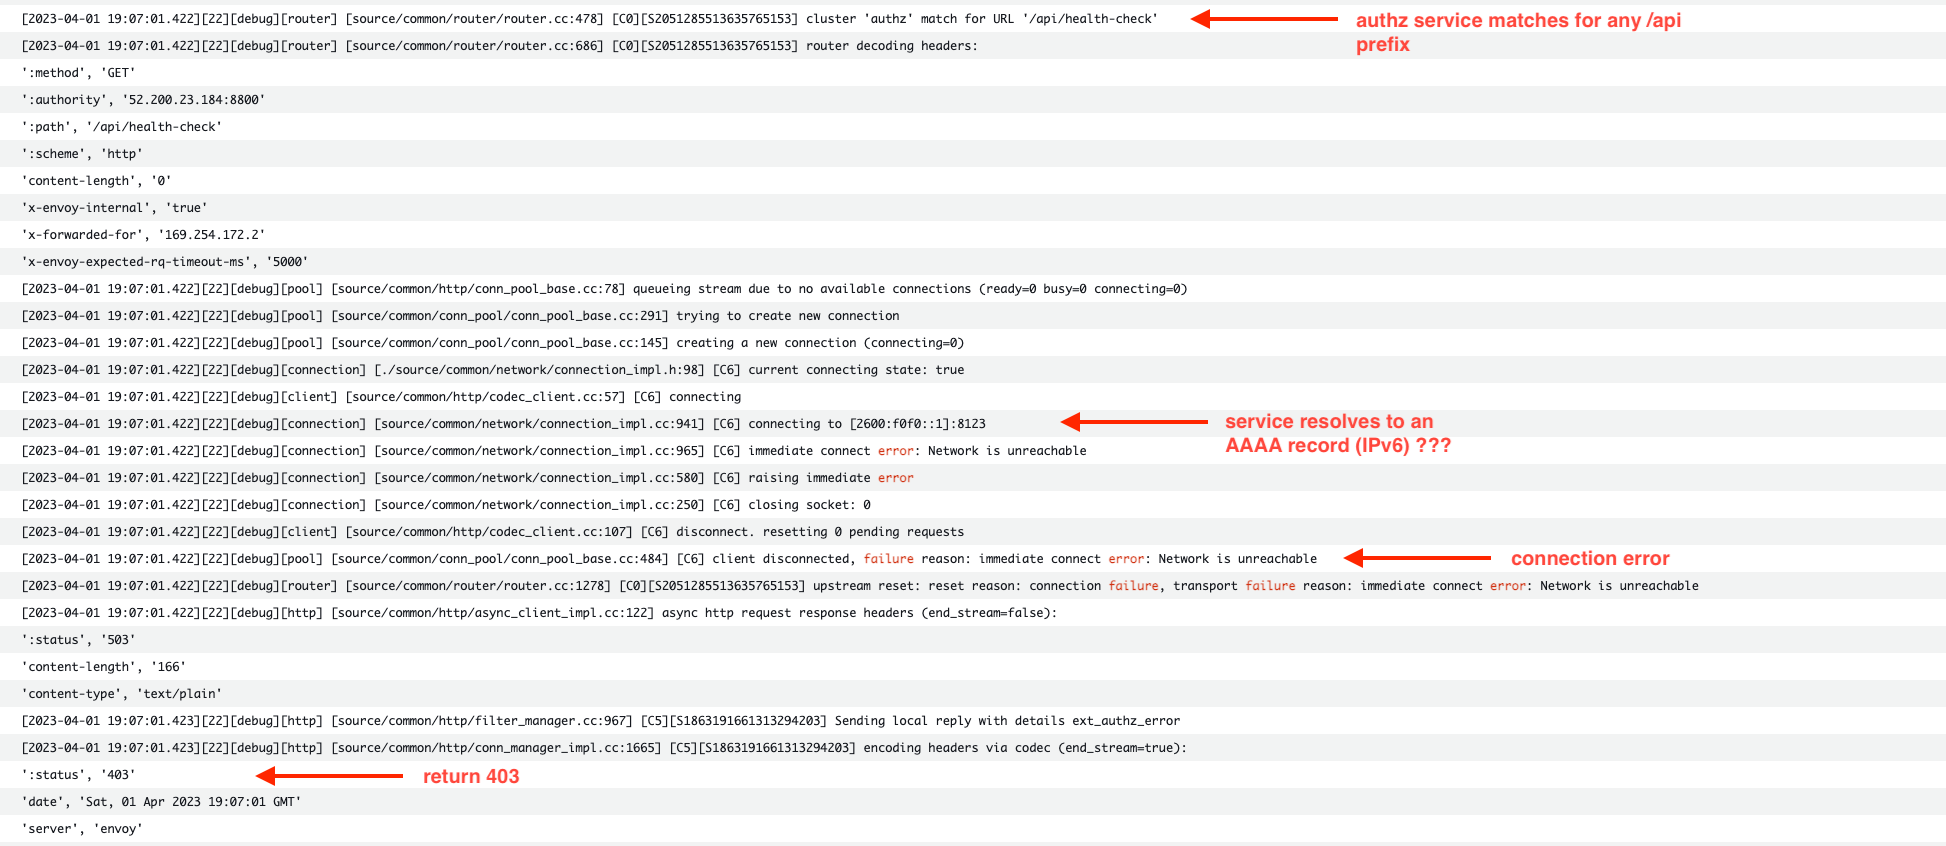 [2023-04-01 19:07:01.422][22][debug][router] [source/common/router/router.cc:478] [C0][S2051285513635765153] cluster 'authz' match for URL '/api/health-check'
authz service matches for any /api
prefix
[2023-04-01 19:07:01.422][22][debug][router] [source/common/router/router.cc:686] [C0][S2051285513635765153] router decoding headers:
':method', 'GET'
':authority', '52.200.23.184:8800'
':path', '/api/health-check'
':scheme', 'http'
'content-length', '0'
'x-envoy-internal', 'true'
'x-forwarded-for', '169.254.172.2'
'x-envoy-expected-rq-timeout-ms', '5000'
[2023-04-01 19:07:01.422][22][debug][pool] [source/common/http/conn_pool_base.cc:78] queueing stream due to no available connections (ready=0 busy=0 connecting=0)
[2023-04-01 19:07:01.422][22][debug][pool] [source/common/conn_pool/conn_pool_base.cc:291] trying to create new connection
[2023-04-01 19:07:01.422][22][debug][pool] [source/common/conn_pool/conn_pool_base.cc:145] creating a new connection (connecting=0)
[2023-04-01 19:07:01.422][22][debug][connection] [./source/common/network/connection_impl.h:98] [C6] current connecting state: true
[2023-04-01 19:07:01.422][22][debug][client] [source/common/http/codec_client.cc:57] [C6] connecting
[2023-04-01 19:07:01.422][22][debug][connection] [source/common/network/connection_impl.cc:941] [C6] connecting to [2600:f0f0::1]:8123
service resolves to an
AAAA record (IPv6) ???
[2023-04-01 19:07:01.422][22][debug][connection] [source/common/network/connection_impl.cc:965] [C6] immediate connect error: Network is unreachable
[2023-04-01 19:07:01.422][22][debug][connection] [source/common/network/connection_impl.cc:580] [C6] raising immediate error
[2023-04-01 19:07:01.422][22][debug][connection] [source/common/network/connection_impl.cc:250] [C6] closing socket: 0
[2023-04-01 19:07:01.422][22][debug][client] [source/common/http/codec_client.cc:107] [C6] disconnect. resetting 0 pending requests
[2023-04-01 19:07:01.422][22][debug][pool] [source/common/conn_pool/conn_pool_base.cc:484] [C6] client disconnected, failure reason: immediate connect error: Network is unreachable
connection error
[2023-04-01 19:07:01.422][22][debug][router] [source/common/router/router.cc:1278] [C0][S2051285513635765153] upstream reset: reset reason: connection failure, transport failure reason: immediate connect error: Network is unreachable
[2023-04-01 19:07:01.422][22][debug][http] [source/common/http/async_client_impl.cc:122] async http request response headers (end_stream=false):
':status', '503'
'content-length', '166'
'content-type', 'text/plain'
[2023-04-01 19:07:01.423][22][debug][http] [source/common/http/filter_manager.cc:967] [C5][S1863191661313294203] Sending local reply with details ext_authz_error
[2023-04-01 19:07:01.423][22][debug][http] [source/common/http/conn_manager_impl.cc:1665] [C5][S1863191661313294203] encoding headers via codec (end_stream=true):
':status', '403'
return 403
'date', 'Sat, 01 Apr 2023 19:07:01 GMT'
'server', 'envoy'